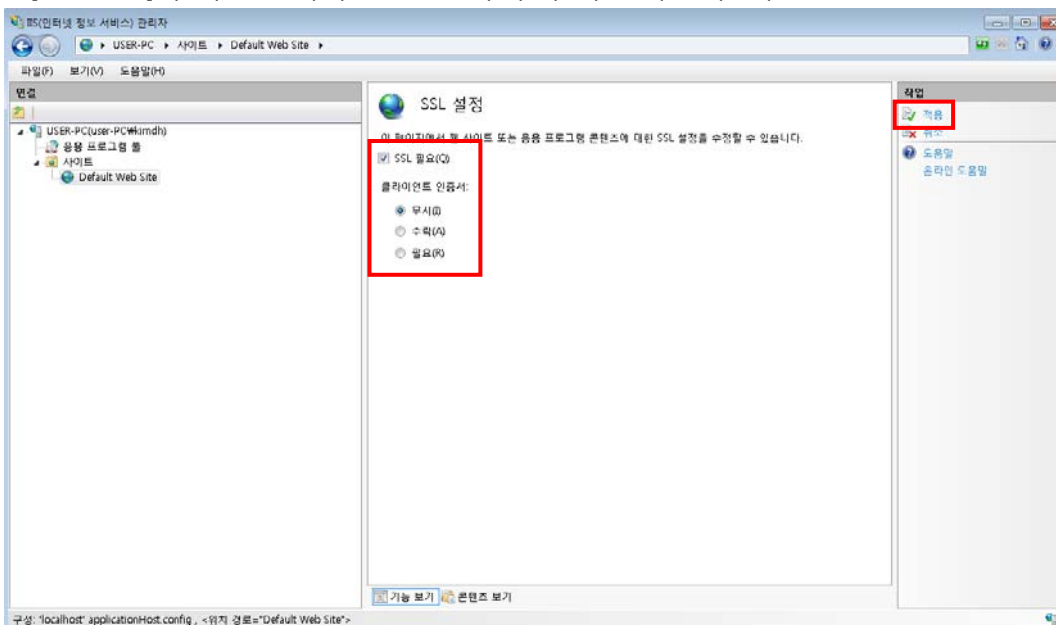 IIS(인터넷 정보 서비스) 관리자
USER-PC ▸ 사이트 ▸ Default Web Site ▸
파일(F) 보기(V) 도움말(H)
연결
USER-PC(user-PC₩kimdh)
응용 프로그램 풀
사이트
Default Web Site
SSL 설정
이 페이지에서 웹 사이트 또는 응용 프로그램 콘텐츠에 대한 SSL 설정을 수정할 수 있습니다.
SSL 필요(Q)
클라이언트 인증서:
무시(I)
수락(A)
필요(R)
기능 보기 콘텐츠 보기
작업
적용
취소
도움말
온라인 도움말
구성: 'localhost' applicationHost.config , <위치 경로="Default Web Site">